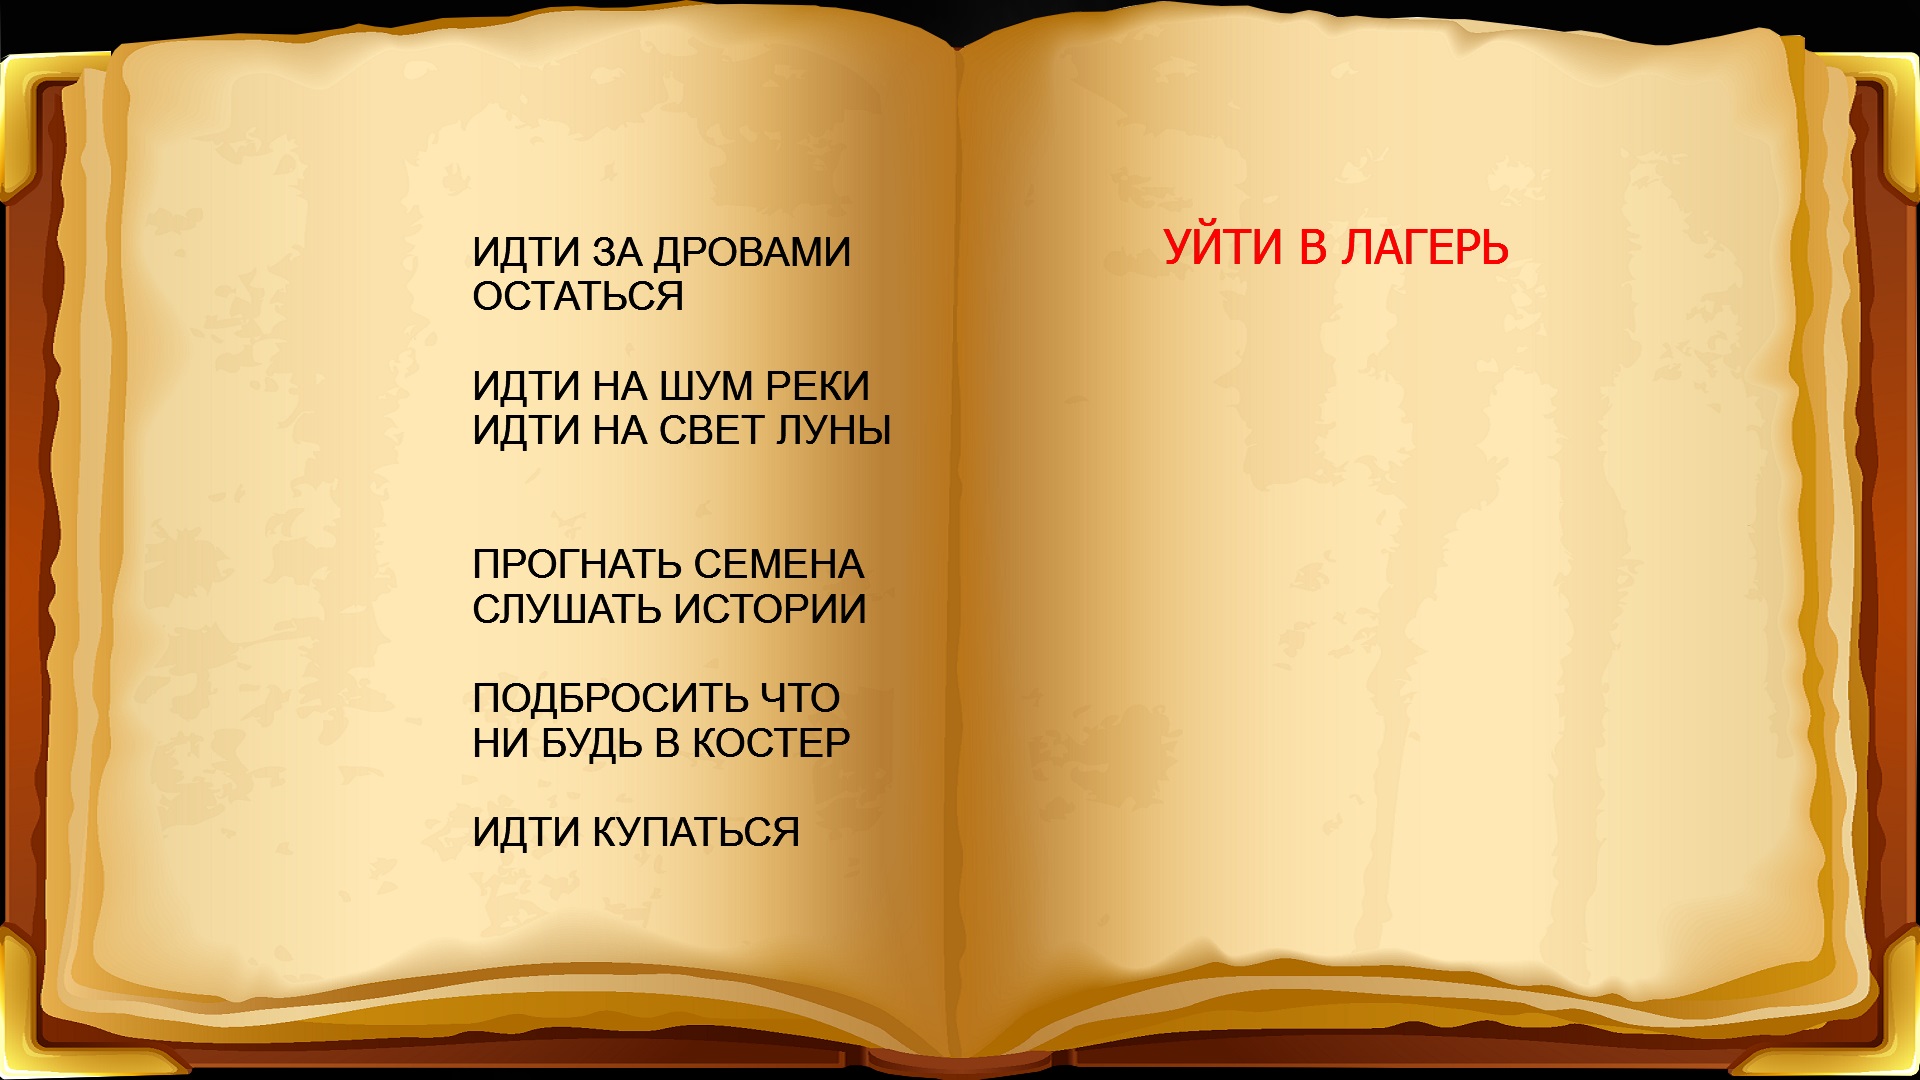 ИДТИ ЗА ДРОВАМИ
ОСТАТЬСЯ
ИДТИ НА ШУМ РЕКИ
ИДТИ НА СВЕТ ЛУНЫ
ПРОГНАТЬ СЕМЕНА
СЛУШАТЬ ИСТОРИИ
ПОДБРОСИТЬ ЧТО
НИ БУДЬ В КОСТЕР
ИДТИ КУПАТЬСЯ
УЙТИ В ЛАГЕРЬ